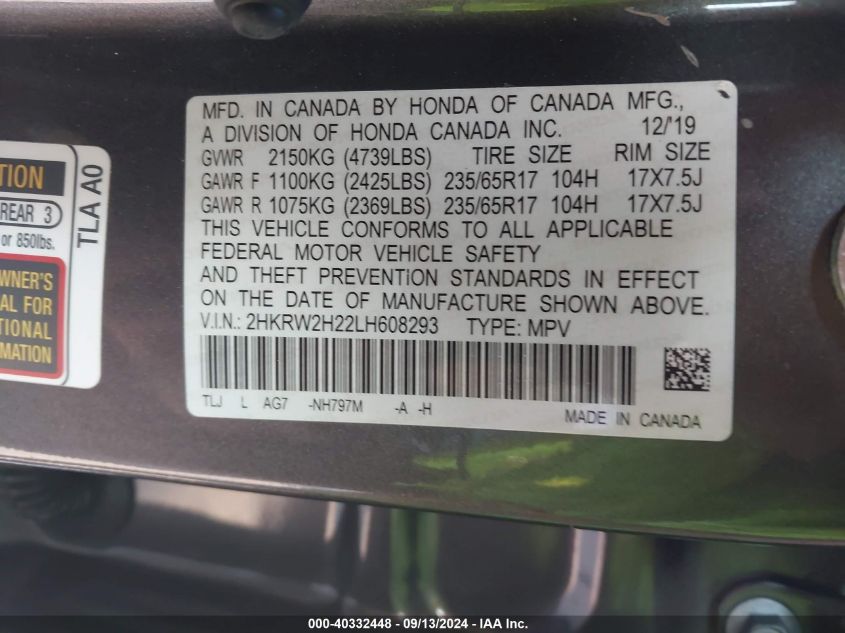 MFD. IN CANADA BY HONDA OF CANADA MFG.,
A DIVISION OF HONDA CANADA INC. 12/'19
GVWR 2150KG (4739LBS) TIRE SIZE RIM SIZE
GAWR F 1100KG (2425LBS) 235/65R17 104H 17X7.5J
GAWR R 1075KG (2369LBS) 235/65R17 104H 17X7.5J
THIS VEHICLE CONFORMS TO ALL APPLICABLE
FEDERAL MOTOR VEHICLE SAFETY
AND THEFT PREVENTION STANDARDS IN EFFECT
ON THE DATE OF MANUFACTURE SHOWN ABOVE.
V.I.N.: 2HKRW2H22LH608293 TYPE: MPV
TLJ L AG7 -NH797M -A -H
MADE IN CANADA
TION
REAR 3
or 850lbs.
WNER'S
AL FOR
TIONAL
MATION
TLA A0
000-40332448 - 09/13/2024 - IAA Inc.